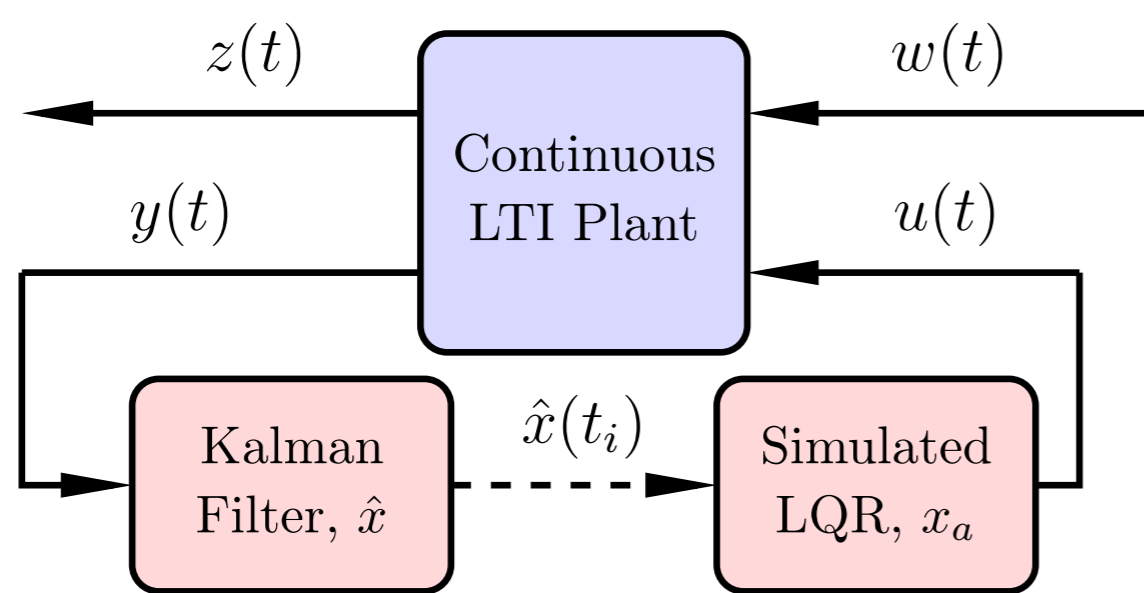 z(t)
w(t)
Continuous
LTI Plant
y(t)
u(t)
Kalman
Filter, x̂
x̂(tᵢ)
Simulated
LQR, xₐ